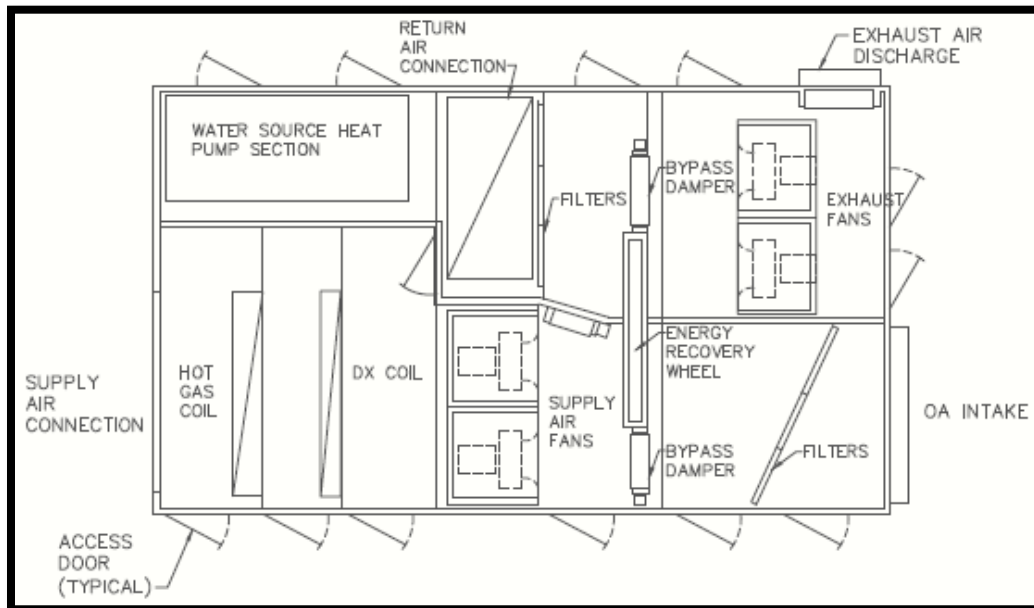 RETURN
AIR
CONNECTION
EXHAUST AIR
DISCHARGE
WATER SOURCE HEAT
PUMP SECTION
BYPASS
DAMPER
FILTERS
EXHAUST
FANS
ENERGY
RECOVERY
WHEEL
HOT
GAS
COIL
DX COIL
SUPPLY
AIR
CONNECTION
SUPPLY
AIR
FANS
OA INTAKE
BYPASS
DAMPER
FILTERS
ACCESS
DOOR
(TYPICAL)